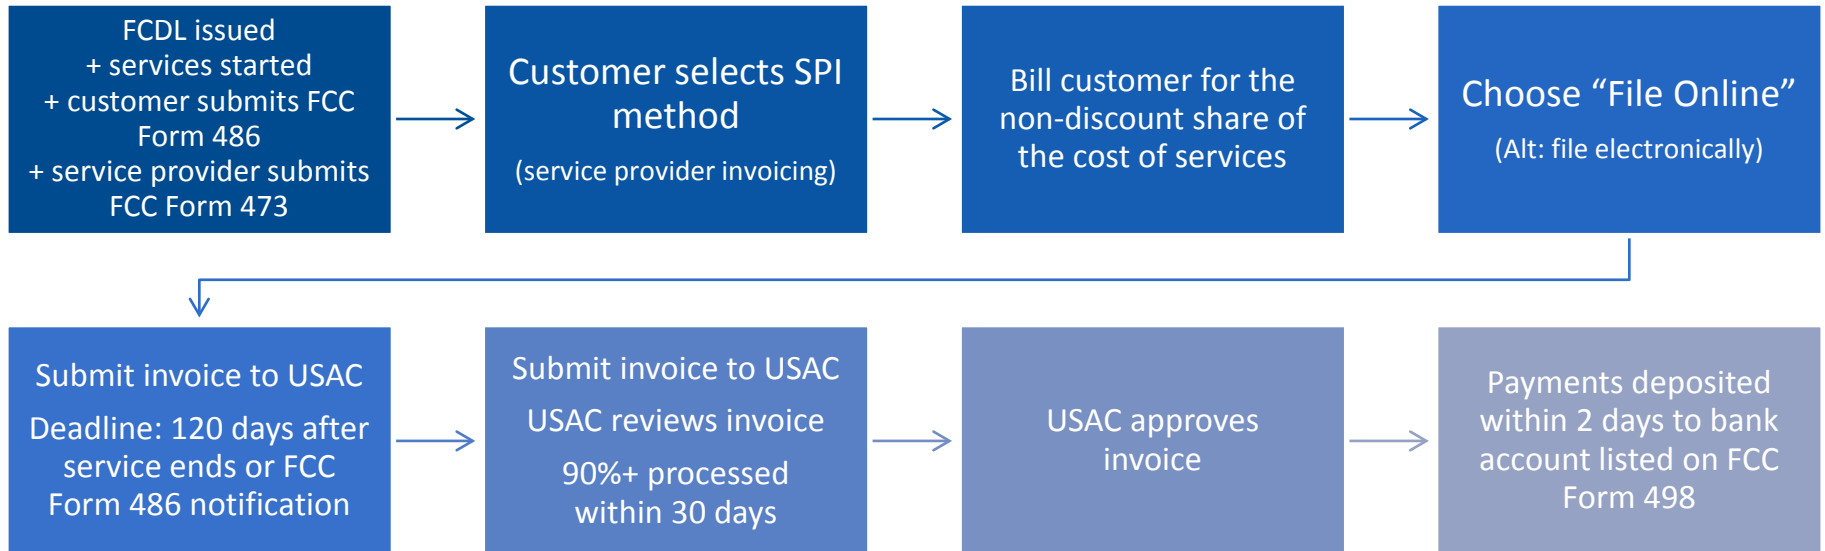 FCDL issued
+ services started
+ customer submits FCC
Form 486
+ service provider submits
FCC Form 473
Customer selects SPI
method
(service provider invoicing)
Bill customer for the
non-discount share of
the cost of services
Choose “File Online”
(Alt: file electronically)
Submit invoice to USAC
Deadline: 120 days after
service ends or FCC
Form 486 notification
Submit invoice to USAC
USAC reviews invoice
90%+ processed
within 30 days
USAC approves
invoice
Payments deposited
within 2 days to bank
account listed on FCC
Form 498